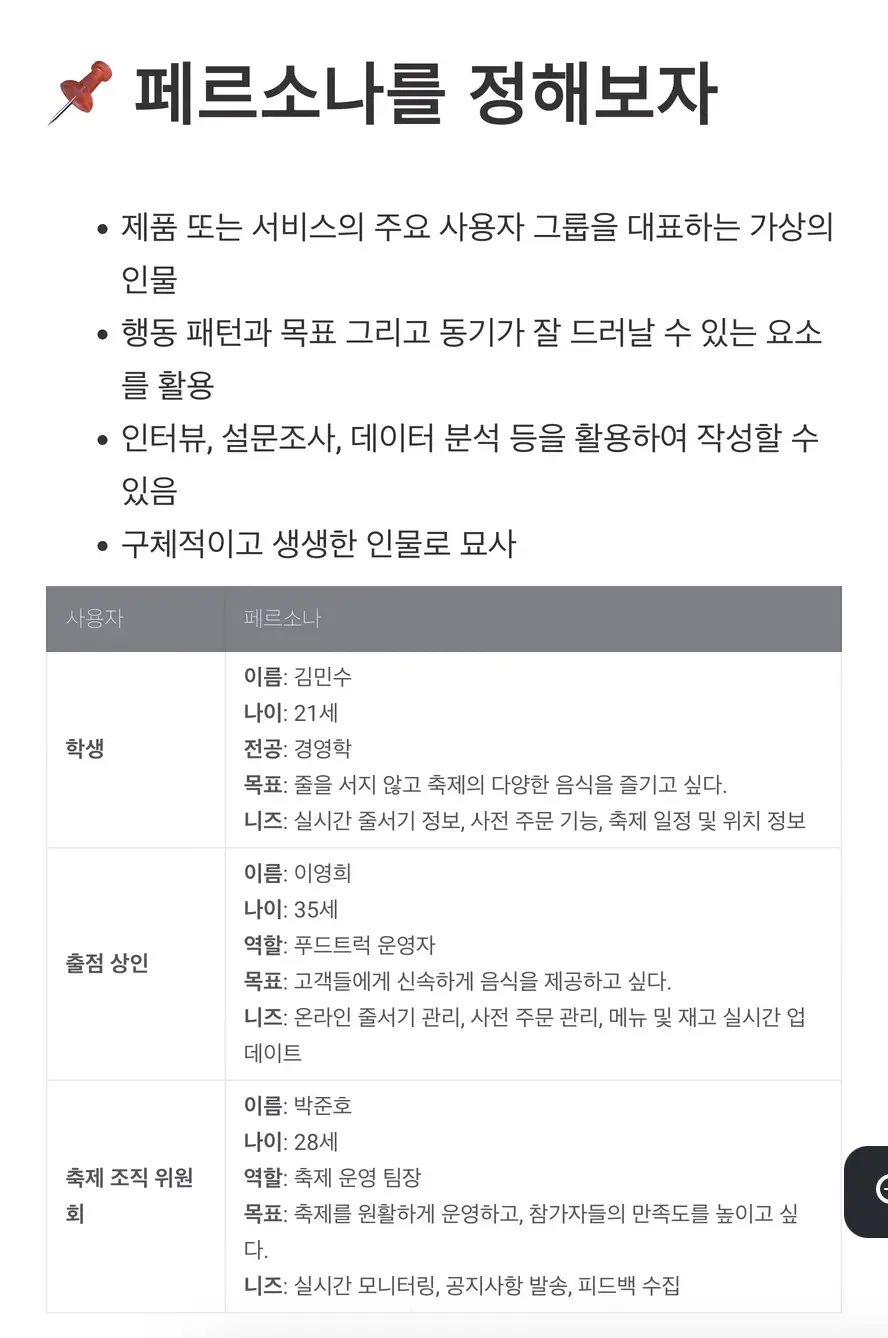 페르소나를 정해보자
• 제품 또는 서비스의 주요 사용자 그룹을 대표하는 가상의
인물
• 행동 패턴과 목표 그리고 동기가 잘 드러날 수 있는 요소
를 활용
• 인터뷰, 설문조사, 데이터 분석 등을 활용하여 작성할 수
있음
• 구체적이고 생생한 인물로 묘사
사용자
페르소나
학생
이름: 김민수
나이: 21세
전공: 경영학
목표: 줄을 서지 않고 축제의 다양한 음식을 즐기고 싶다.
니즈: 실시간 줄서기 정보, 사전 주문 기능, 축제 일정 및 위치 정보
출점 상인
이름: 이영희
나이: 35세
역할: 푸드트럭 운영자
목표: 고객들에게 신속하게 음식을 제공하고 싶다.
니즈: 온라인 줄서기 관리, 사전 주문 관리, 메뉴 및 재고 실시간 업
데이트
축제 조직 위원
회
이름: 박준호
나이: 28세
역할: 축제 운영 팀장
목표: 축제를 원활하게 운영하고, 참가자들의 만족도를 높이고 싶
다.
니즈: 실시간 모니터링, 공지사항 발송, 피드백 수집